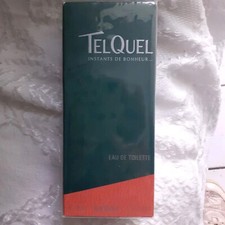 TELQUEL
INSTANTS DE BONHEUR...
EAU DE TOILETTE